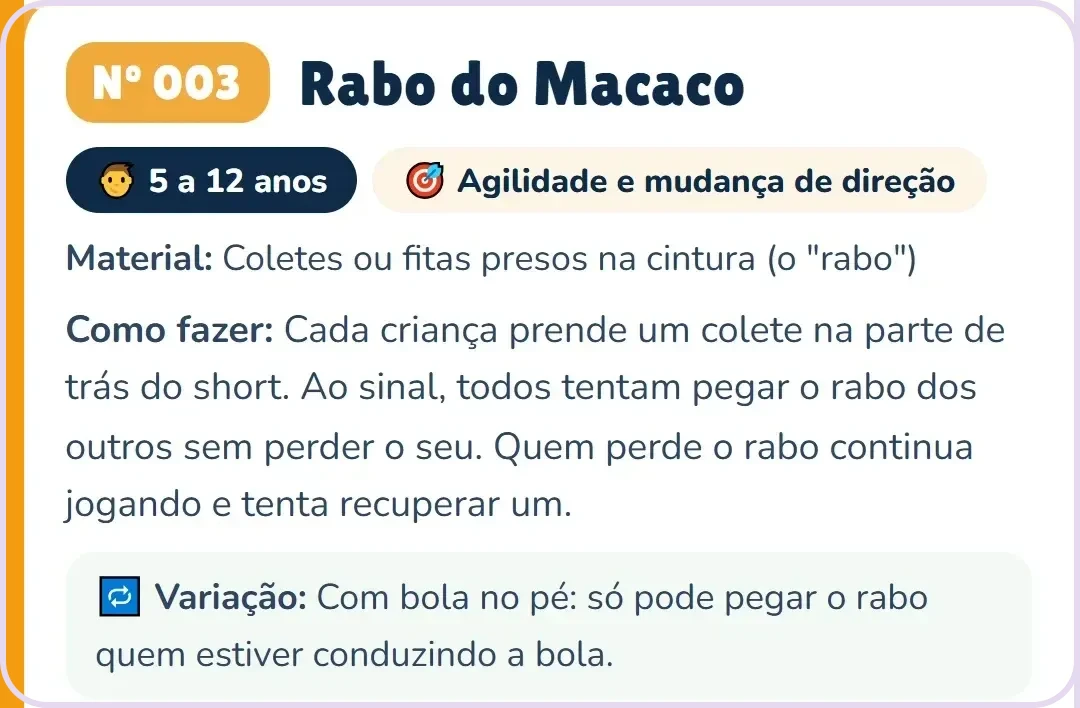 Nº 003 Rabo do Macaco
5 a 12 anos Agilidade e mudança de direção
Material: Coletes ou fitas presos na cintura (o "rabo")
Como fazer: Cada criança prende um colete na parte de
trás do short. Ao sinal, todos tentam pegar o rabo dos
outros sem perder o seu. Quem perde o rabo continua
jogando e tenta recuperar um.
Variação: Com bola no pé: só pode pegar o rabo
quem estiver conduzindo a bola.